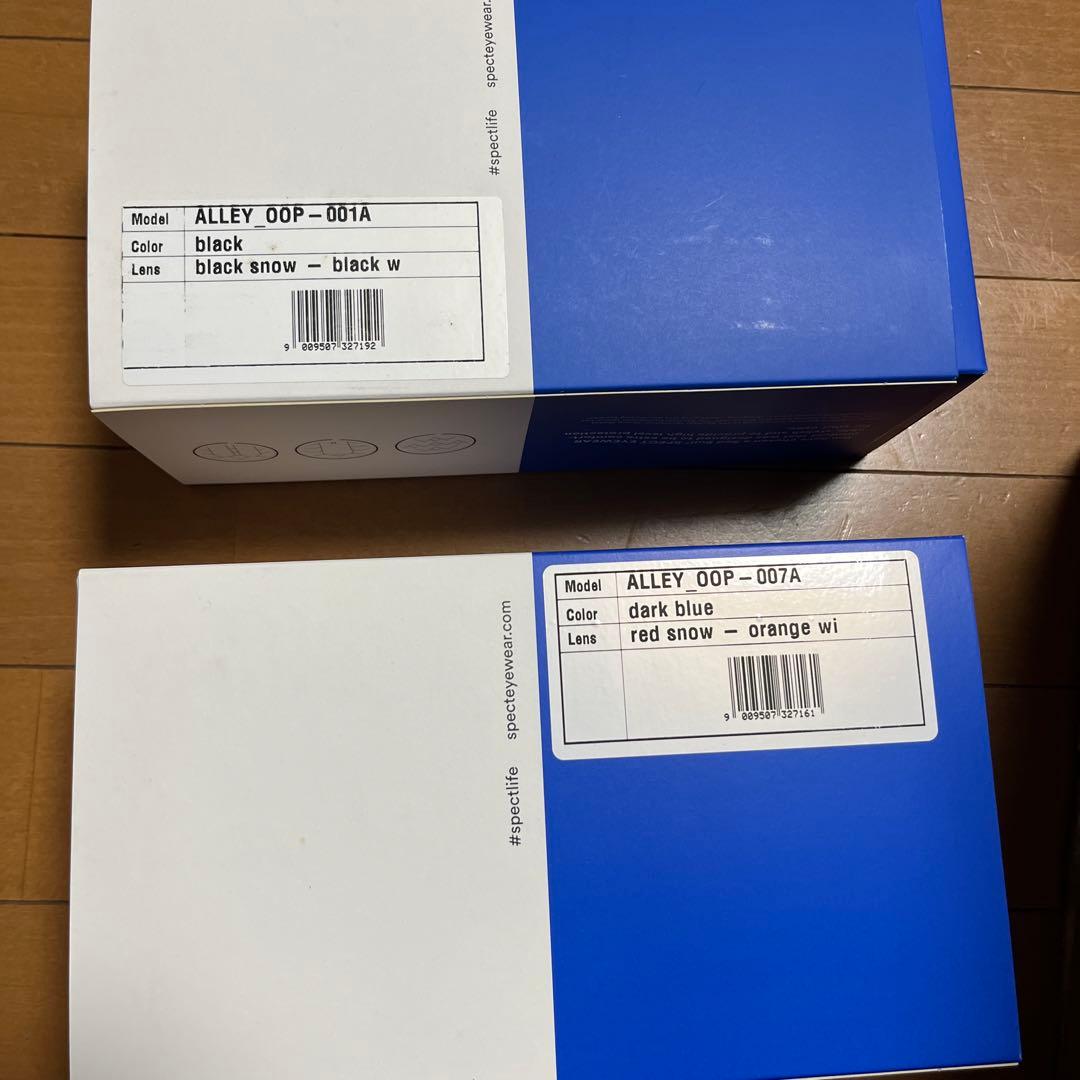 #spectlife specteyewear.
Model ALLEY_OOP-001A
Color black
Lens black snow - black w
9 009507 327192
#spectlife specteyewear.com
Model ALLEY_OOP-007A
Color dark blue
Lens red snow - orange wi
9 009507 327161